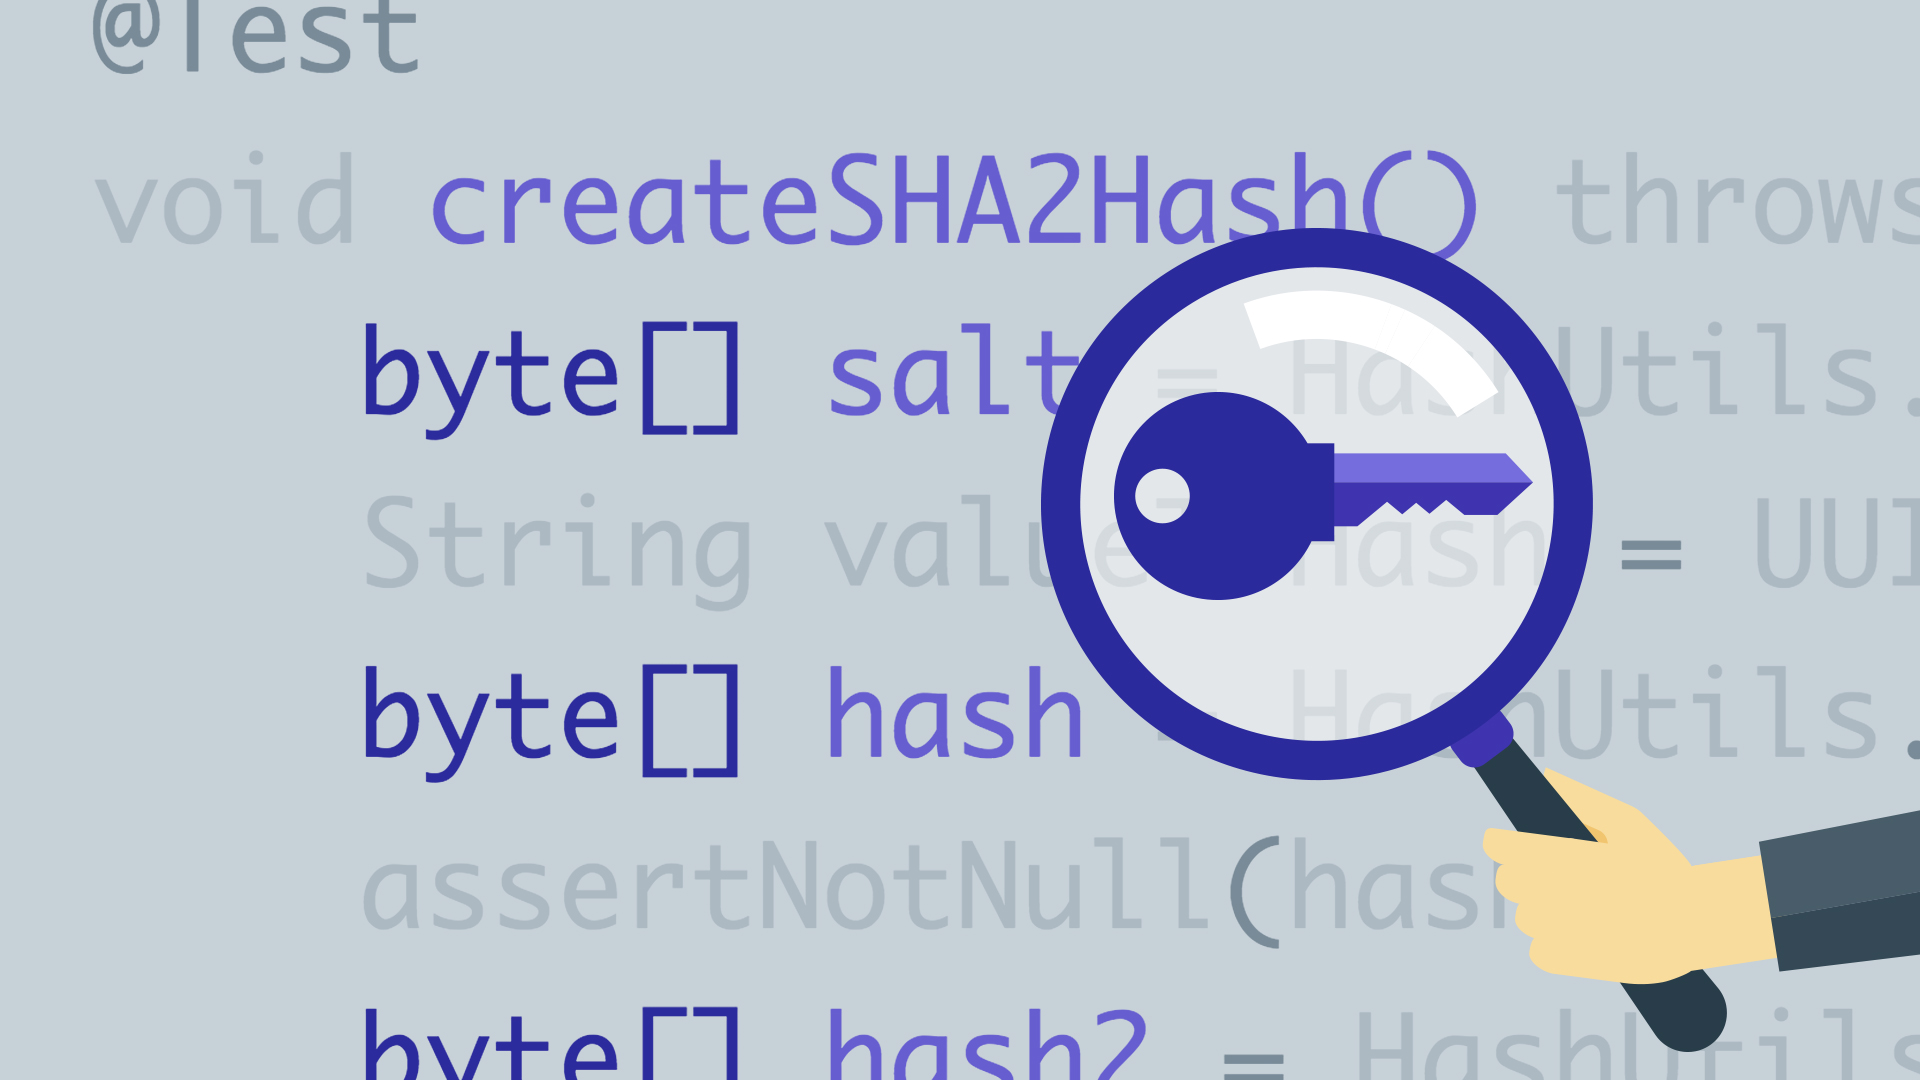 @Test
void createSHA2Hash() throws
byte[] salt = HashUtils.
String valueToHash = UUI
byte[] hash = HashUtils.
assertNotNull(hash
byte[] hash2 = HashUtils